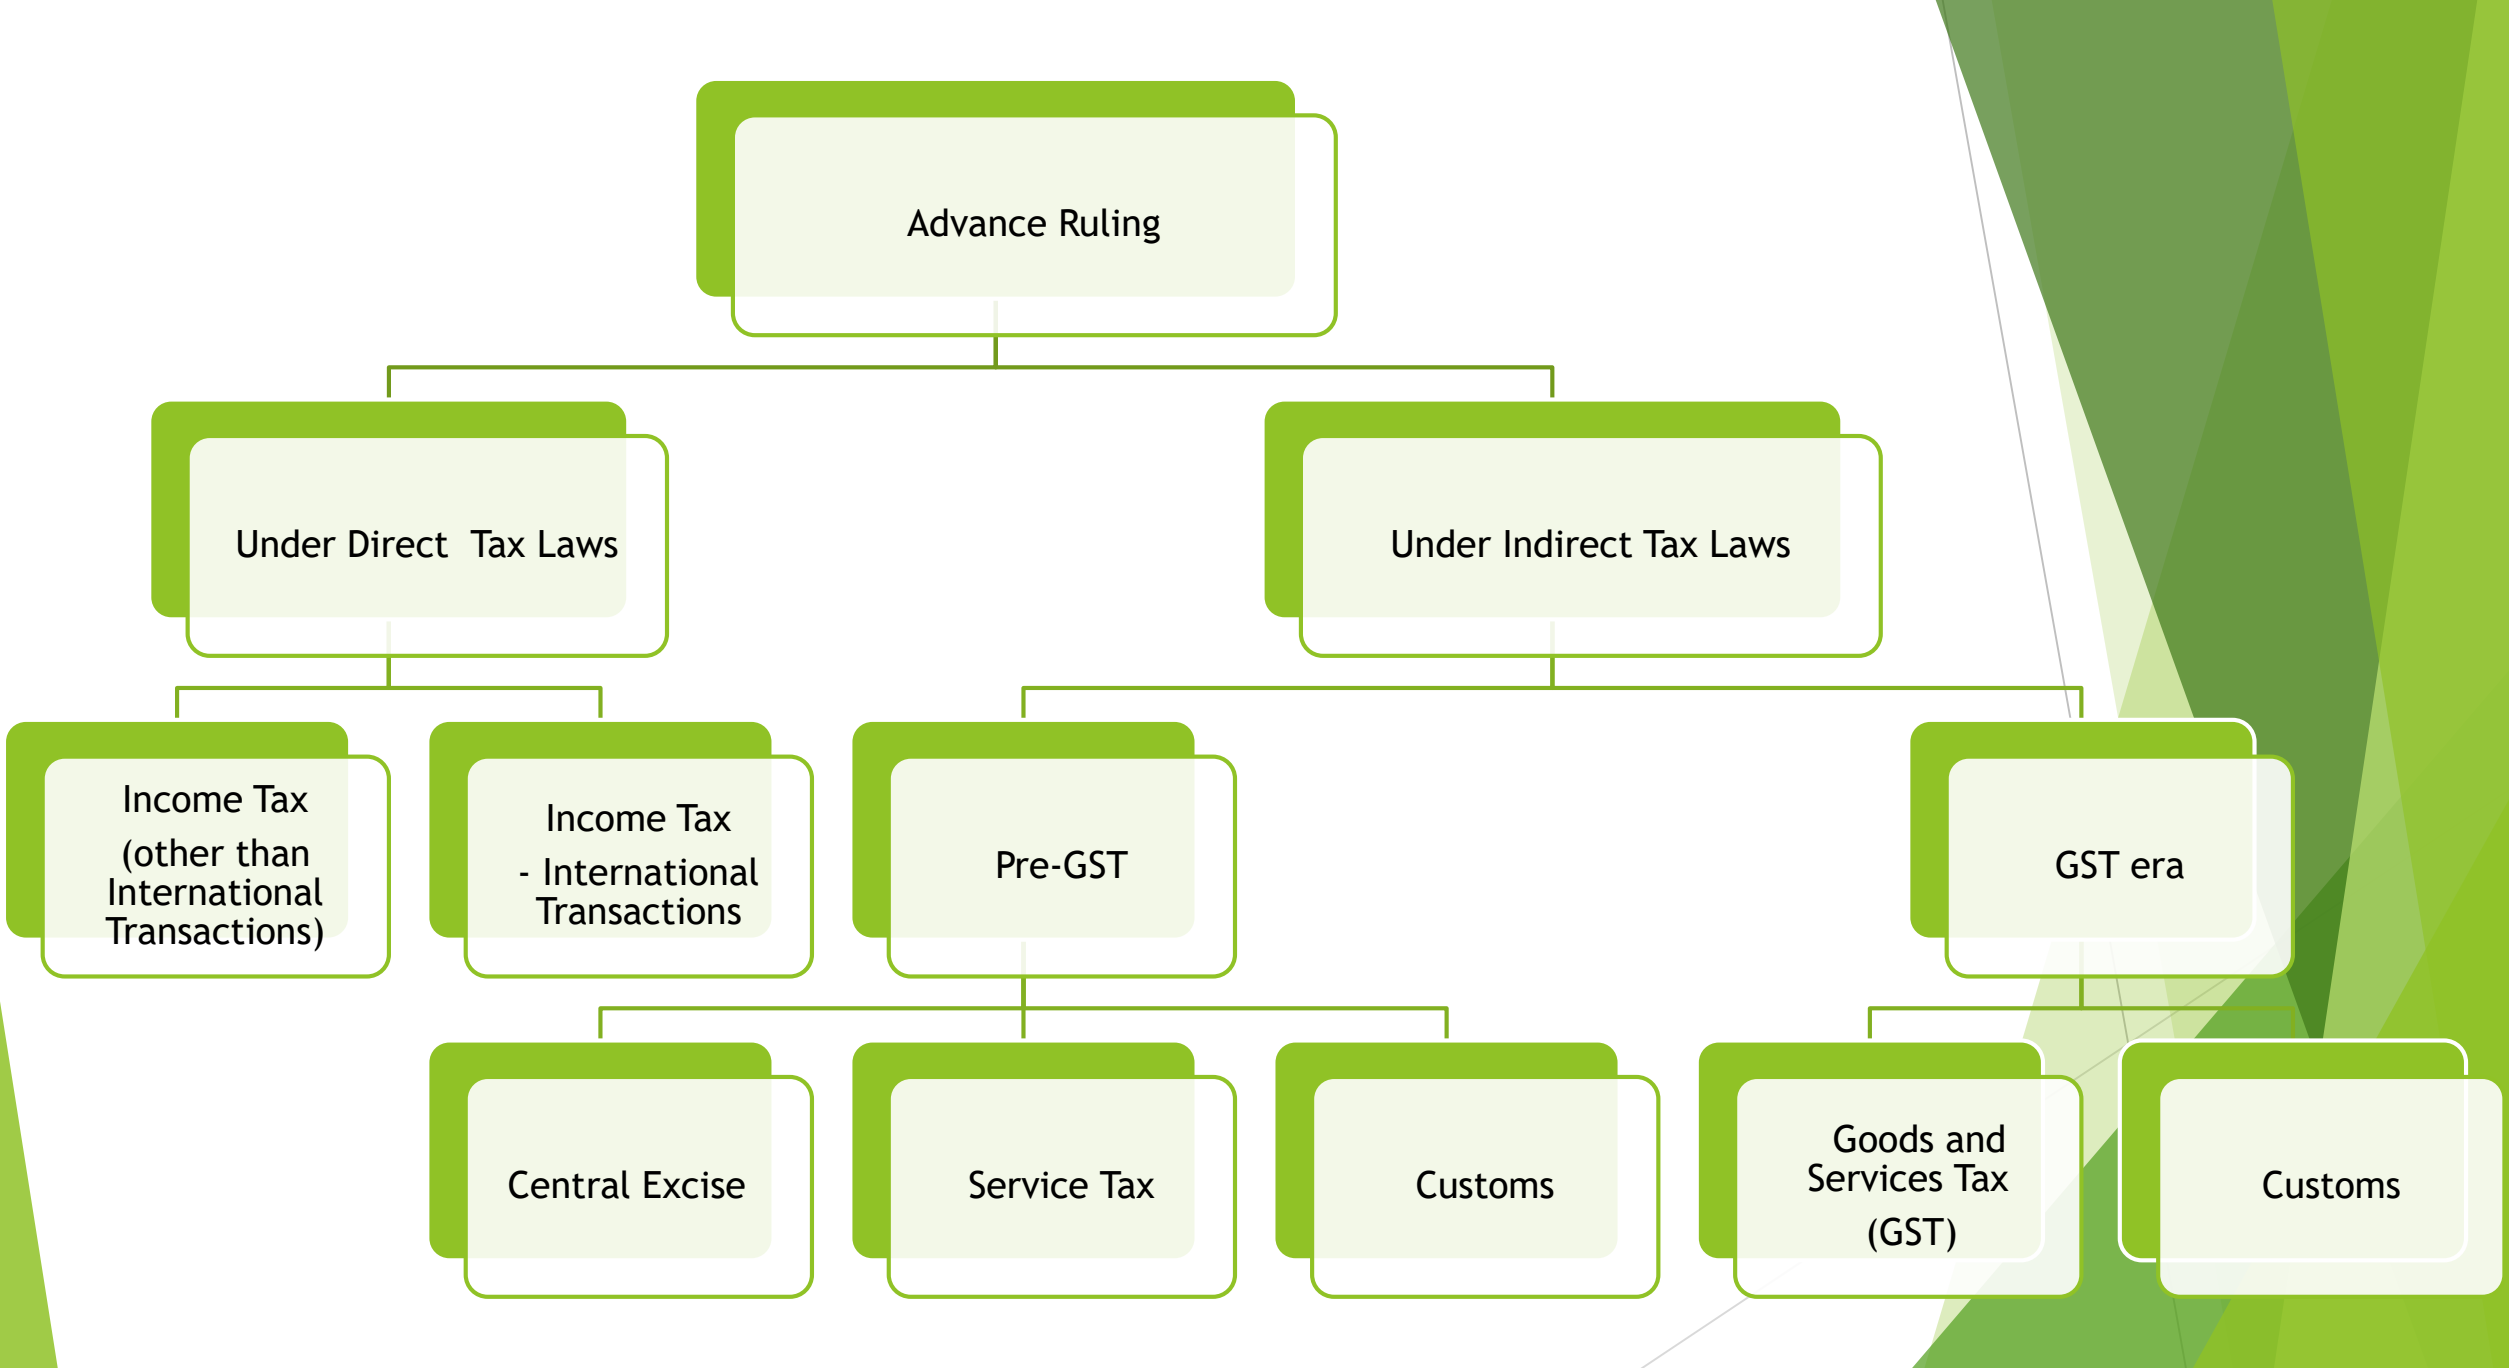 Advance Ruling
Under Direct  Tax Laws
Under Indirect Tax Laws
Income Tax
(other than
International
Transactions)
Income Tax
- International
Transactions
Pre-GST
GST era
Central Excise
Service Tax
Customs
Goods and
Services Tax
(GST)
Customs